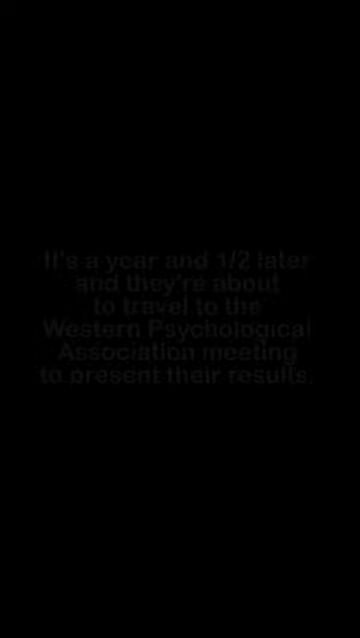 It's a year and 1/2 later
and they're about
to travel to the
Western Psychological
Association meeting
to present their results.